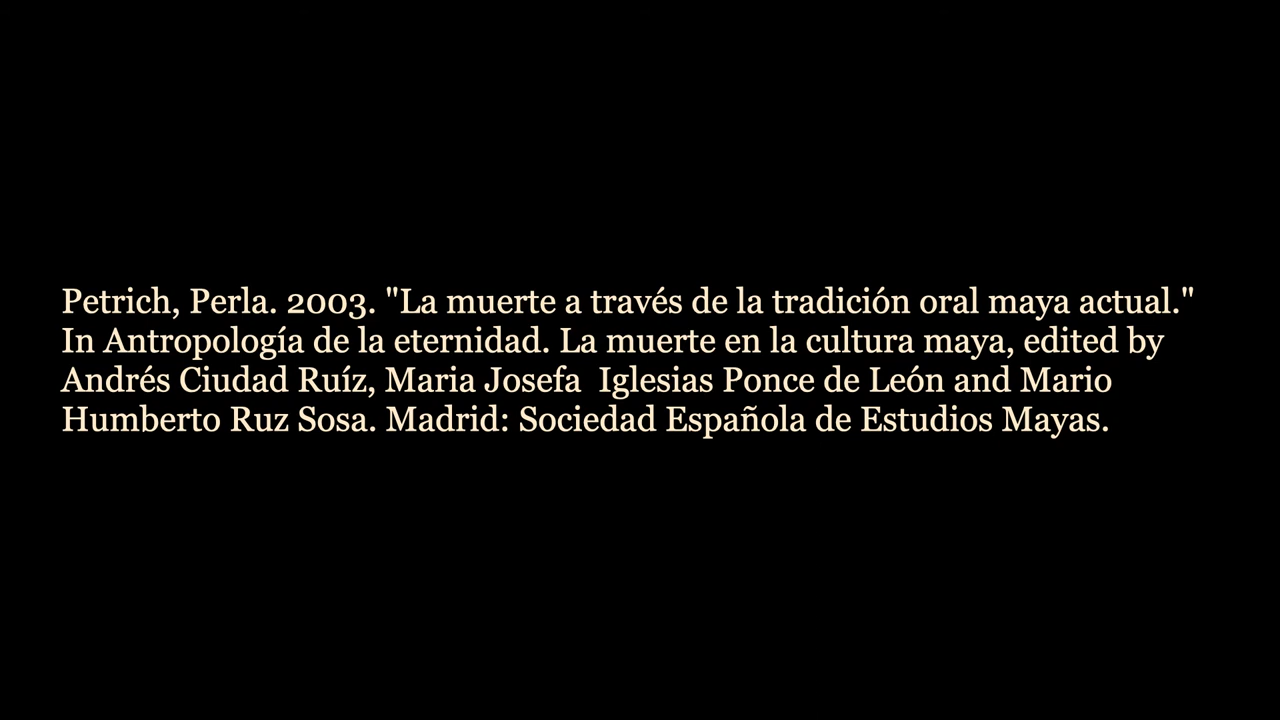 Petrich, Perla. 2003. "La muerte a través de la tradición oral maya actual."
In Antropología de la eternidad. La muerte en la cultura maya, edited by
Andrés Ciudad Ruíz, Maria Josefa  Iglesias Ponce de León and Mario
Humberto Ruz Sosa. Madrid: Sociedad Española de Estudios Mayas.